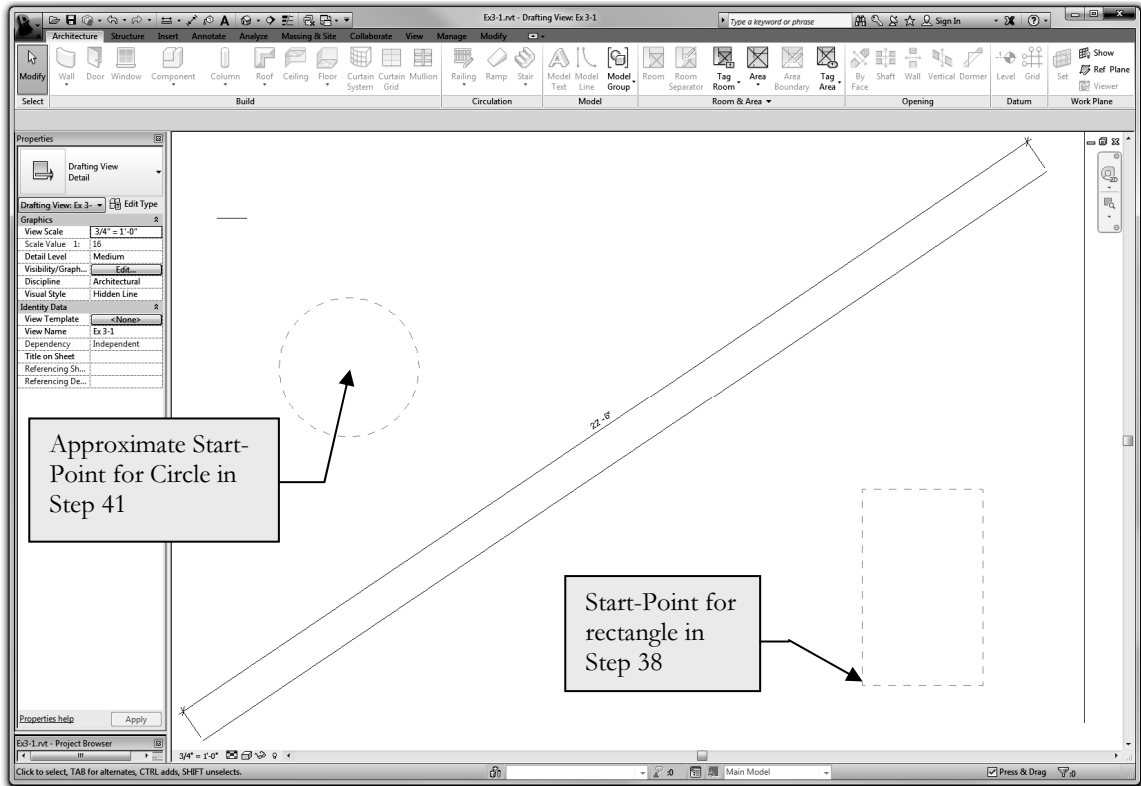 Ex3-1.rvt - Drafting View: Ex 3-1
Type a keyword or phrase
Sign In
Architecture Structure Insert Annotate Analyze Massing & Site Collaborate View Manage Modify
Modify
Wall Door Window Component Column Roof Ceiling Floor Curtain System Curtain Grid Mullion
Railing Ramp Stair
Model Text Model Line Model Group
Room Room Separator Tag Room Area Area Boundary Tag Area
By Face Shaft Wall Vertical Dormer
Level Grid
Set Show
Ref Plane
Viewer
Select Build Circulation Model Room & Area Opening Datum Work Plane
Properties
Drafting View
Detail
Drafting View: Ex 3- Edit Type
Graphics
View Scale 3/4" = 1'-0"
Scale Value 1: 16
Detail Level Medium
Visibility/Graph... Edit...
Discipline Architectural
Visual Style Hidden Line
Identity Data
View Template <None>
View Name Ex 3-1
Dependency Independent
Title on Sheet
Referencing Sh...
Referencing De...
2D
22' - 6"
Approximate Start-
Point for Circle in
Step 41
Start-Point for
rectangle in
Step 38
Properties help Apply
Ex3-1.rvt - Project Browser
3/4" = 1'-0"
Click to select, TAB for alternates, CTRL adds, SHIFT unselects.
:0
Main Model
Press & Drag
:0